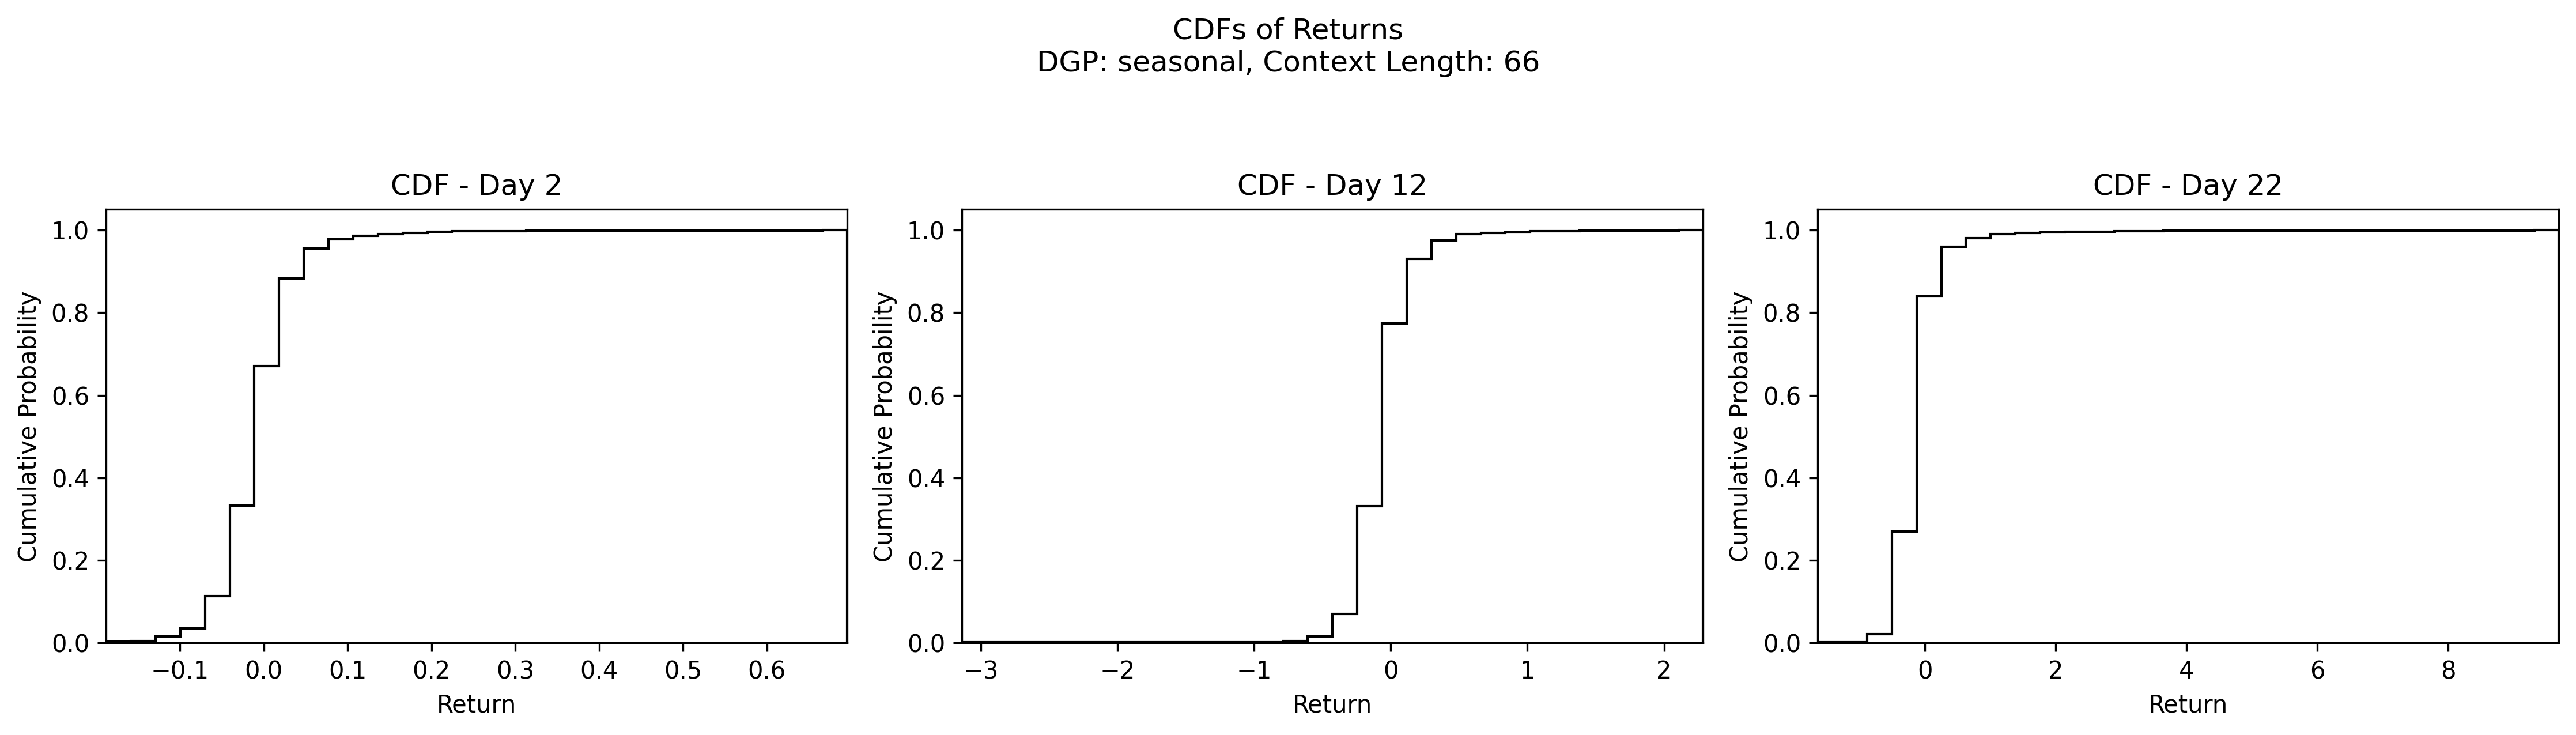 CDFs of Returns
DGP: seasonal, Context Length: 66
CDF - Day 2
1.0
0.8
0.6
0.4
0.2
0.0
Cumulative Probability
−0.1 0.0 0.1 0.2 0.3 0.4 0.5 0.6
Return
CDF - Day 12
1.0
0.8
0.6
0.4
0.2
0.0
Cumulative Probability
−3 −2 −1 0 1 2
Return
CDF - Day 22
1.0
0.8
0.6
0.4
0.2
0.0
Cumulative Probability
0 2 4 6 8
Return